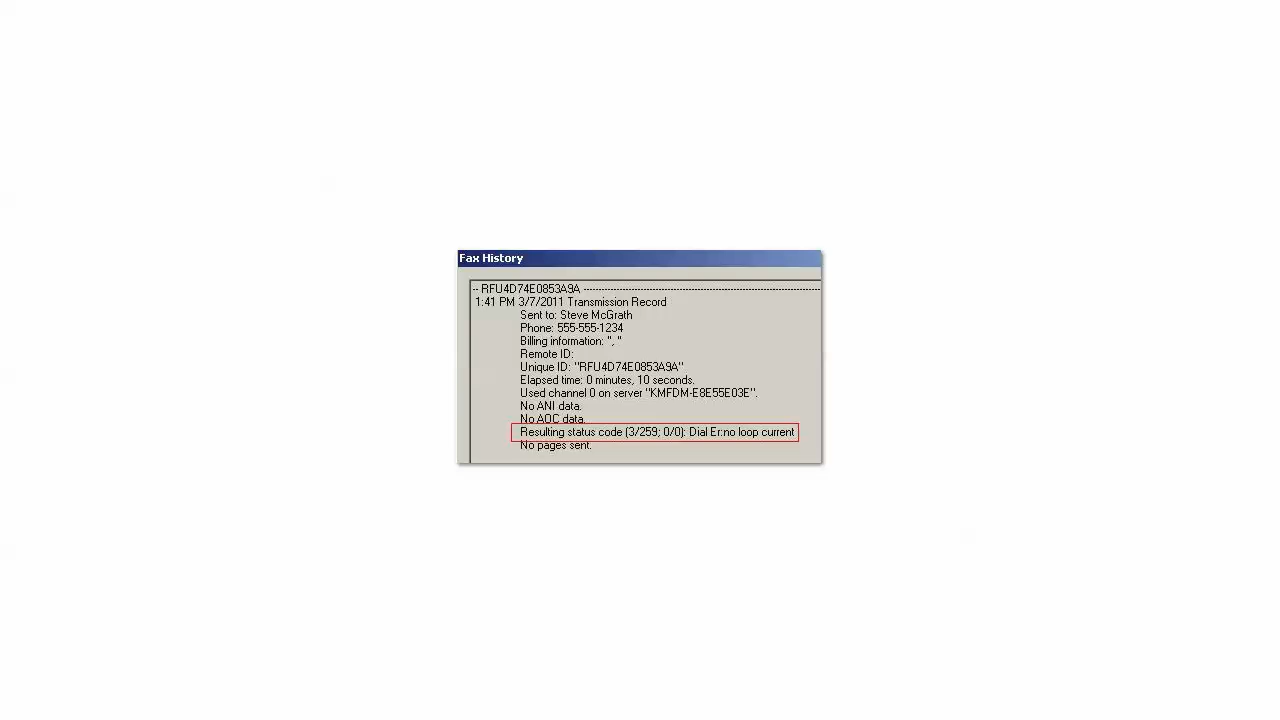 Fax History
-- RFU4D74E0853A9A --------------------------------------------------
1:41 PM 3/7/2011 Transmission Record
Sent to: Steve McGrath
Phone: 555-555-1234
Billing information: ", "
Remote ID:
Unique ID: "RFU4D74E0853A9A"
Elapsed time: 0 minutes, 10 seconds.
Used channel 0 on server "KMFDM-E8E55E03E".
No ANI data.
No AOC data.
Resulting status code (3/259; 0/0): Dial Er:no loop current
No pages sent.